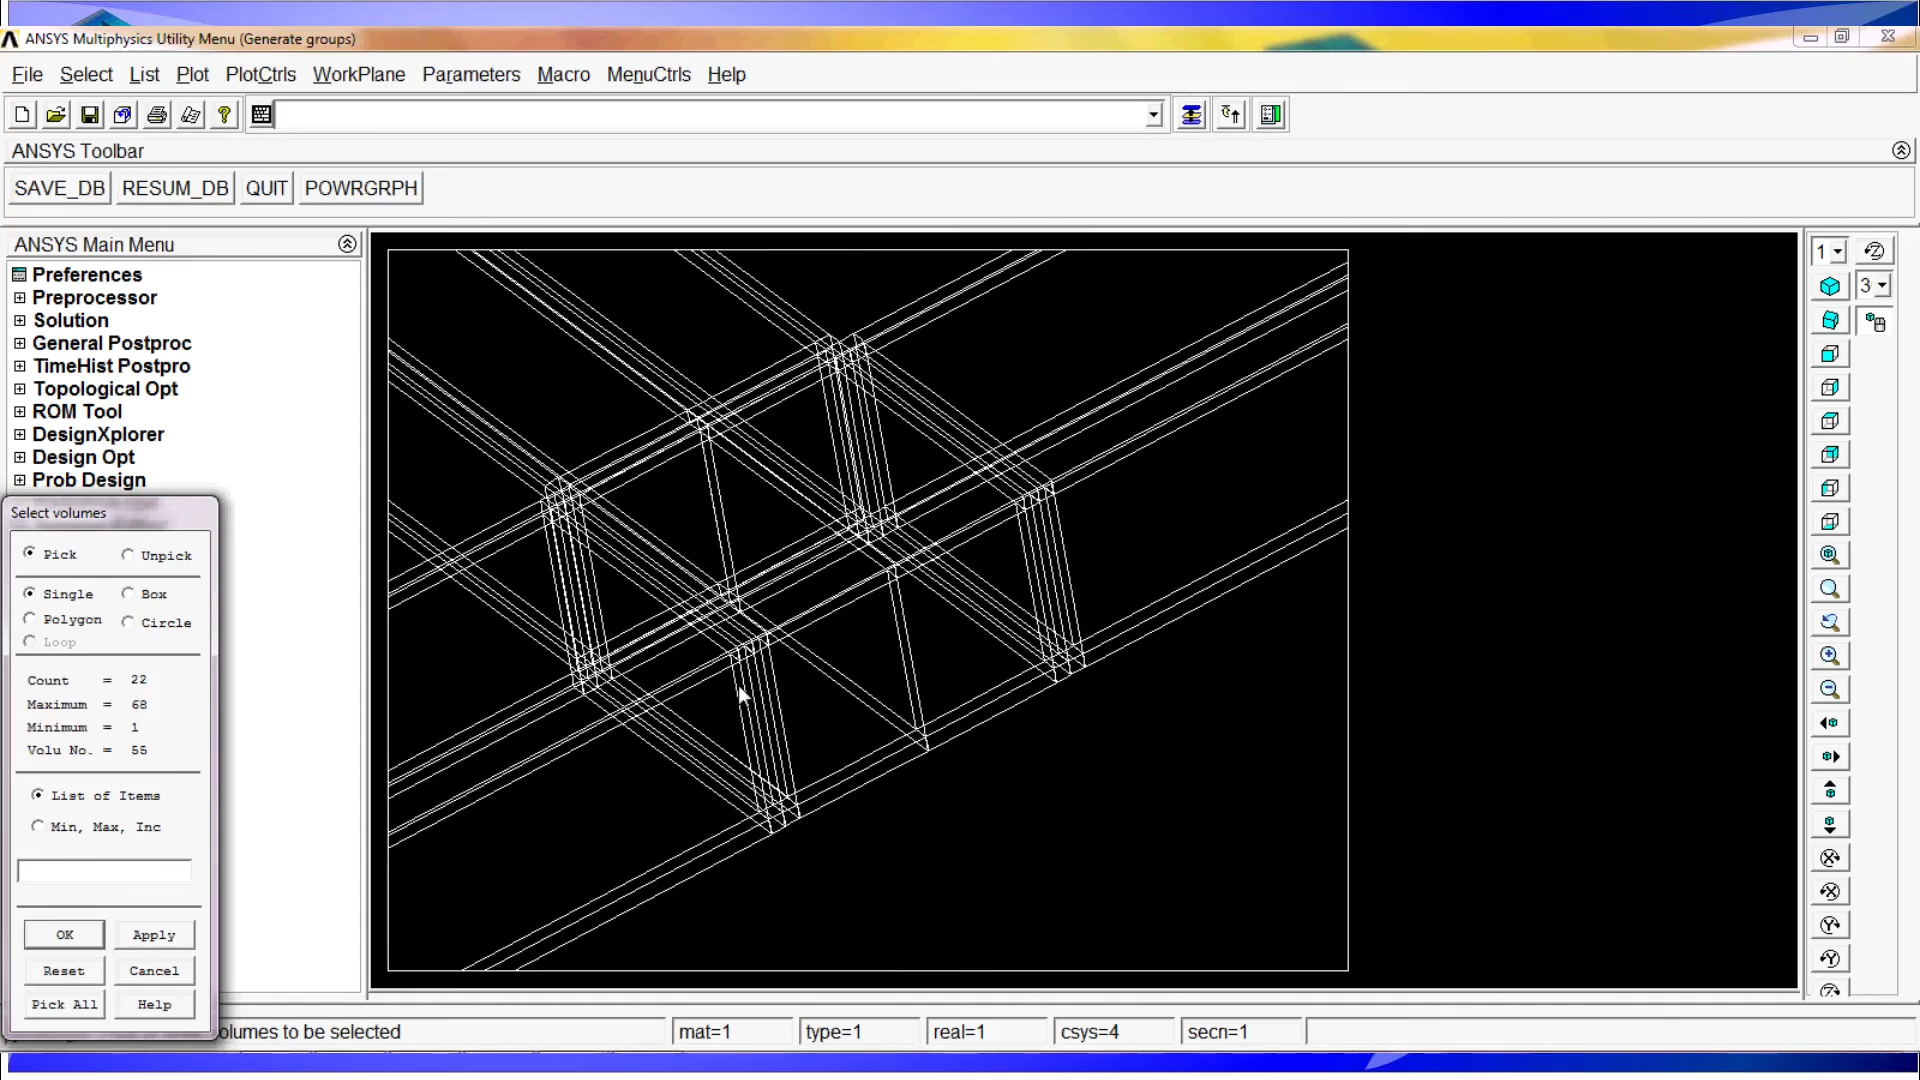 ANSYS Multiphysics Utility Menu (Generate groups)
File Select List Plot PlotCtrls WorkPlane Parameters Macro MenuCtrls Help
ANSYS Toolbar
SAVE_DB RESUM_DB QUIT POWRGRPH
ANSYS Main Menu
Preferences
Preprocessor
Solution
General Postproc
TimeHist Postpro
Topological Opt
ROM Tool
DesignXplorer
Design Opt
Prob Design
1
3
Select volumes
Pick Unpick
Single Box
Polygon Circle
Loop
Count = 22
Maximum = 68
Minimum = 1
Volu No. = 55
List of Items
Min, Max, Inc
OK Apply
Reset Cancel
Pick All Help
olumes to be selected
mat=1 type=1 real=1 csys=4 secn=1